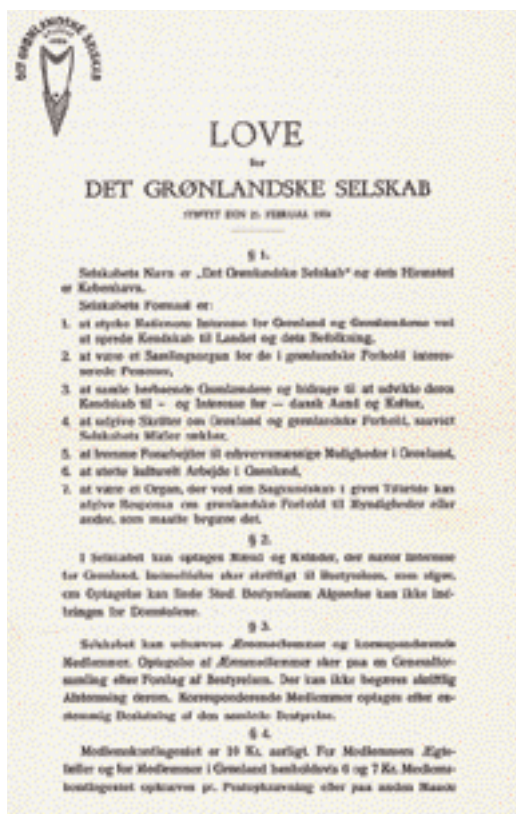 DET GRØNLANDSKE SELSKAB
LOVE
for
DET GRØNLANDSKE SELSKAB
STIFTET DEN 21. FEBRUAR
§ 1.
Selskabets Navn er „Det Grønlandske Selskab“ og dets Hjemsted
er København.
Selskabets Formaal er:
1. at styrke Nationens Interesse for Grønland og Grønlænderne ved
at sprede Kendskab til Landet og dets Befolkning,
2. at være et Samlingsorgan for de i grønlandske Forhold interes-
serede Personer,
3. at samle herboende Grønlændere og bidrage til at udvikle deres
Kendskab til — og Interesse for — dansk Aand og Kultur,
4. at udgive Skrifter om Grønland og grønlandske Forhold, saavidt
Selskabets Midler rækker,
5. at fremme Forarbejder til erhvervsmæssige Muligheder i Grønland,
6. at støtte kulturelt Arbejde i Grønland,
7. at være et Organ, der ved sin Sagkundskab i givet Tilfælde kan
afgive Responsa om grønlandske Forhold til Myndigheder eller
andre, som maatte begære det.
§ 2.
I Selskabet kan optages Mænd og Kvinder, der nærer Interesse
for Grønland. Indmeldelse sker skriftligt til Bestyrelsen, som afgør,
om Optagelse kan finde Sted. Bestyrelsens Afgørelse kan ikke ind-
bringes for Domstolene.
§ 3.
Selskabet kan udnævne Æresmedlemmer og korresponderende
Medlemmer. Optagelse af Æresmedlemmer sker paa en Generalfor-
samling efter Forslag af Bestyrelsen. Der kan ikke begæres skriftlig
Afstemning derom. Korresponderende Medlemmer optages efter en-
stemmig Beslutning af den samlede Bestyrelse.
§ 4.
Medlemskontingentet er 10 Kr. aarligt. For Medlemmers Ægte-
fæller og for Medlemmer i Grønland henholdsvis 6 og 7 Kr. Medlems-
kontingentet opkræves pr. Postopkrævning eller paa anden Maade